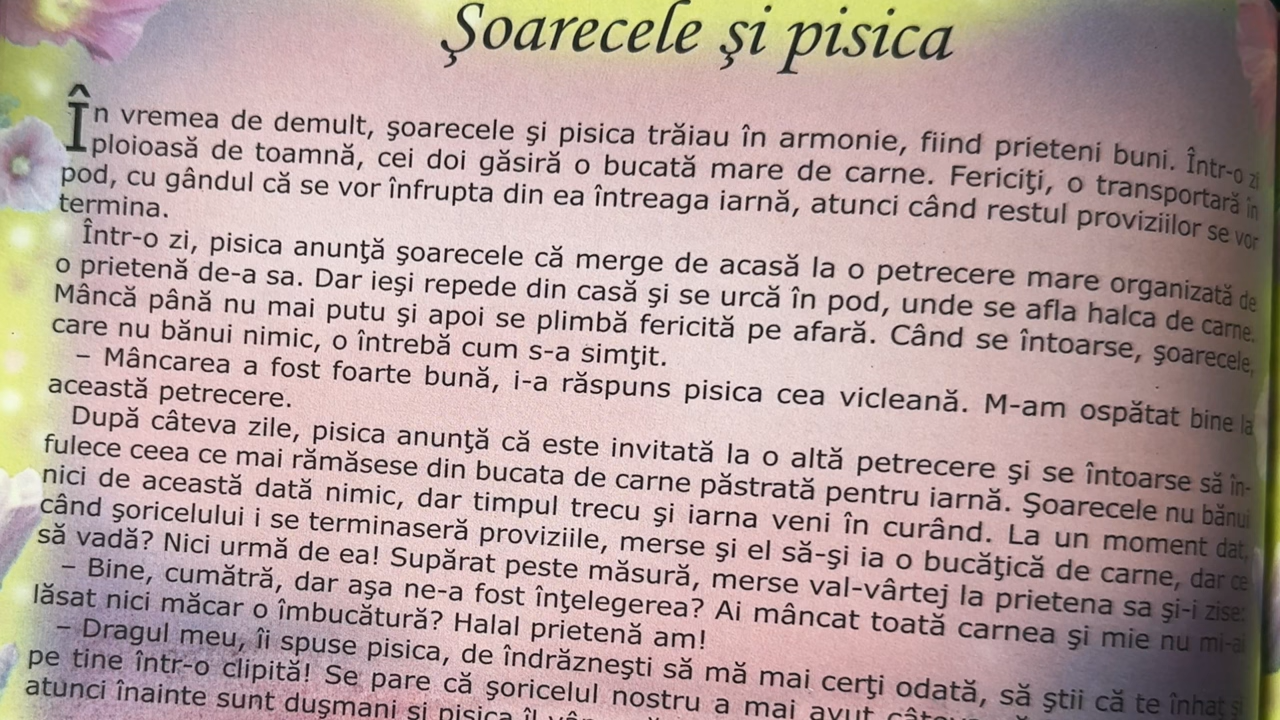 Şoarecele şi pisica
În vremea de demult, şoarecele şi pisica trăiau în armonie, fiind prieteni buni. Într-o zi
ploioasă de toamnă, cei doi găsiră o bucată mare de carne. Fericiţi, o transportară în
pod, cu gândul că se vor înfrupta din ea întreaga iarnă, atunci când restul proviziilor se vor
termina.
Într-o zi, pisica anunţă şoarecele că merge de acasă la o petrecere mare organizată de
o prietenă de-a sa. Dar ieşi repede din casă şi se urcă în pod, unde se afla halca de carne.
Mâncă până nu mai putu şi apoi se plimbă fericită pe afară. Când se întoarse, şoarecele,
care nu bănui nimic, o întrebă cum s-a simţit.
– Mâncarea a fost foarte bună, i-a răspuns pisica cea vicleană. M-am ospătat bine la
această petrecere.
După câteva zile, pisica anunţă că este invitată la o altă petrecere şi se întoarse să în-
fulece ceea ce mai rămăsese din bucata de carne păstrată pentru iarnă. Şoarecele nu bănui
nici de această dată nimic, dar timpul trecu şi iarna veni în curând. La un moment dat,
când şoricelului i se terminaseră proviziile, merse şi el să-şi ia o bucăţică de carne, dar ce
să vadă? Nici urmă de ea! Supărat peste măsură, merse val-vârtej la prietena sa şi-i zise:
– Bine, cumătră, dar aşa ne-a fost înţelegerea? Ai mâncat toată carnea şi mie nu mi-ai
lăsat nici măcar o îmbucătură? Halal prietenă am!
– Dragul meu, îi spuse pisica, de îndrăzneşti să mă mai cerţi odată, să ştii că te înhaţ şi
pe tine într-o clipită! Se pare că şoricelul nostru a mai avut
atunci înainte sunt duşmani şi pisica îl